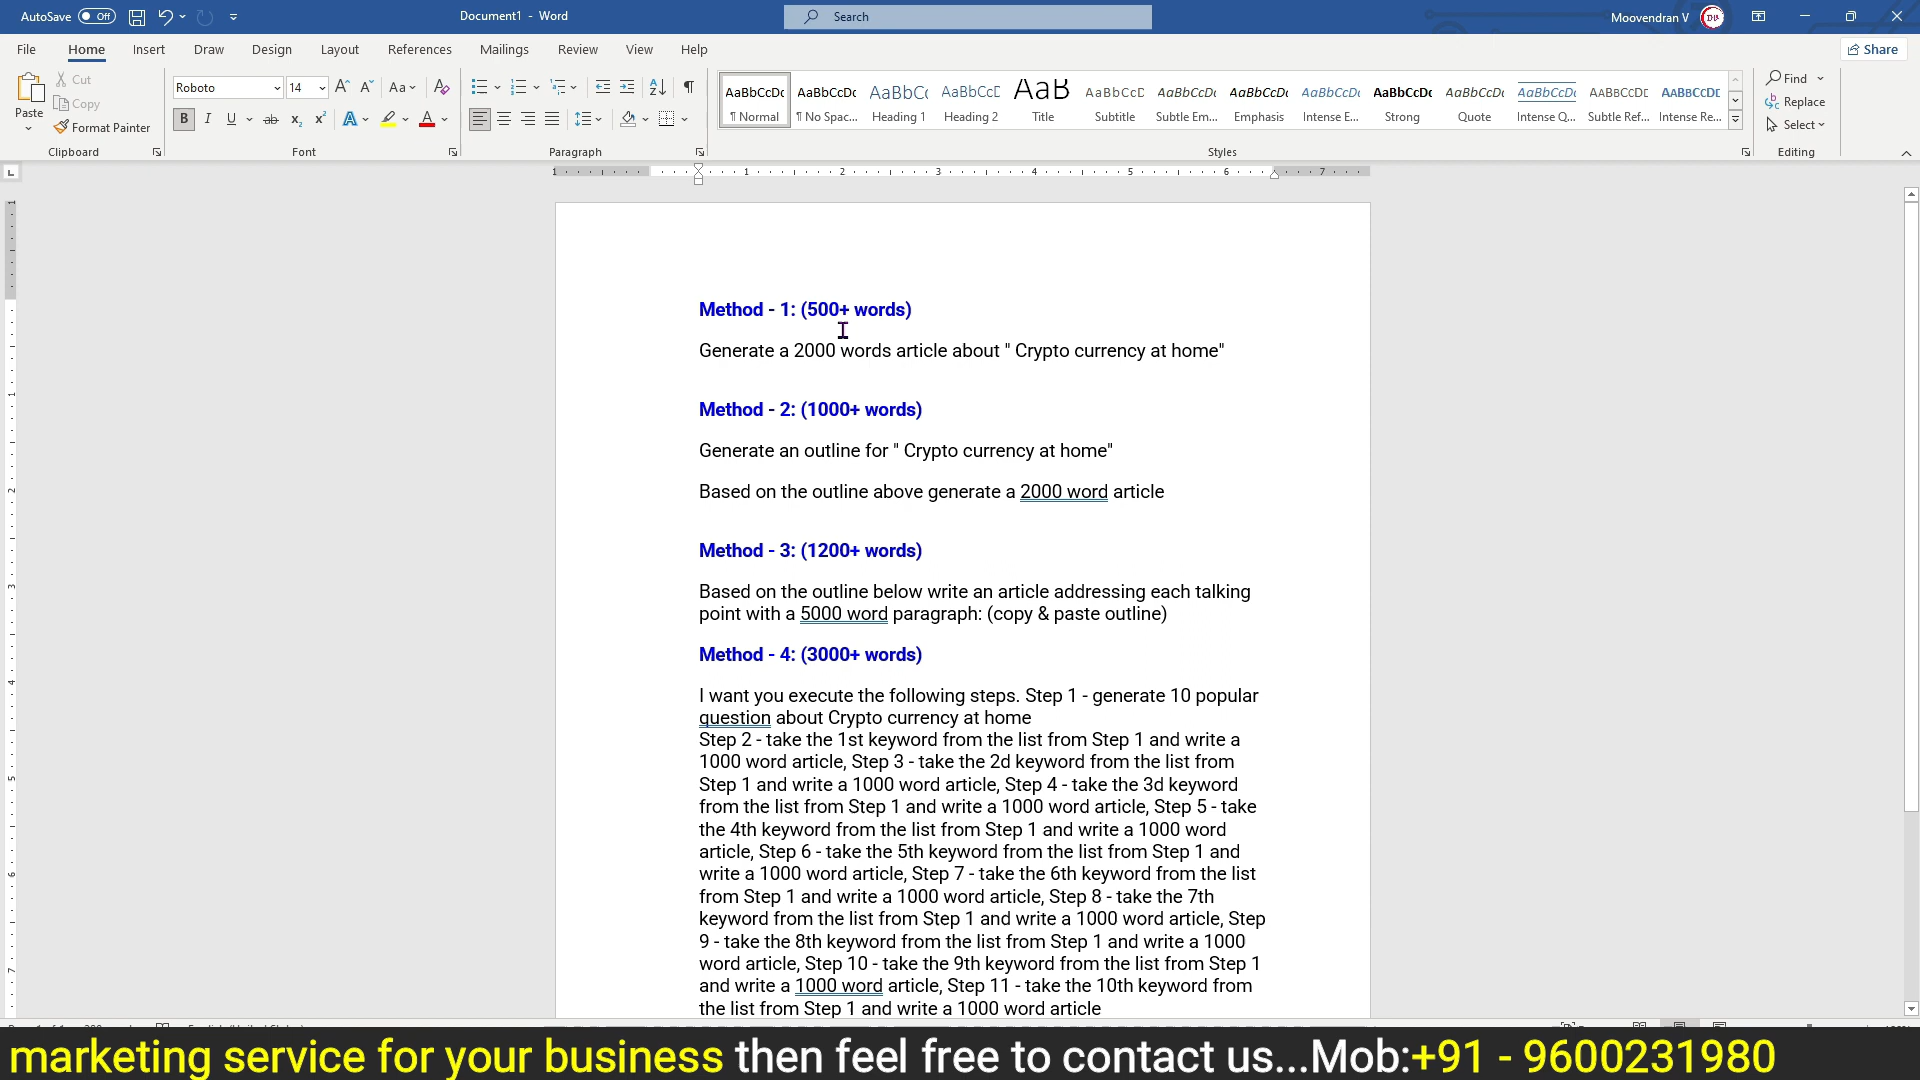 AutoSave Off Document1 - Word Search Moovendran V
File Home Insert Draw Design Layout References Mailings Review View Help Share
Paste Cut Copy Format Painter
Roboto 14
AaBbCcDc AaBbCcDc AaBbCc AaBbCcD AaB AaBbCcD AaBbCcDc AaBbCcDc AaBbCcDc AaBbCcDc AaBbCcDc AaBbCcDc AABBCCDC AABBCCDC
¶ Normal ¶ No Spac... Heading 1 Heading 2 Title Subtitle Subtle Em... Emphasis Intense E... Strong Quote Intense Q... Subtle Ref... Intense Re...
Find Replace Select
Clipboard Font Paragraph Styles Editing
1 1 2 3 4 5 6 7
Method - 1: (500+ words)
Generate a 2000 words article about " Crypto currency at home"
Method - 2: (1000+ words)
Generate an outline for " Crypto currency at home"
Based on the outline above generate a 2000 word article
Method - 3: (1200+ words)
Based on the outline below write an article addressing each talking
point with a 5000 word paragraph: (copy & paste outline)
Method - 4: (3000+ words)
I want you execute the following steps. Step 1 - generate 10 popular
question about Crypto currency at home
Step 2 - take the 1st keyword from the list from Step 1 and write a
1000 word article, Step 3 - take the 2d keyword from the list from
Step 1 and write a 1000 word article, Step 4 - take the 3d keyword
from the list from Step 1 and write a 1000 word article, Step 5 - take
the 4th keyword from the list from Step 1 and write a 1000 word
article, Step 6 - take the 5th keyword from the list from Step 1 and
write a 1000 word article, Step 7 - take the 6th keyword from the list
from Step 1 and write a 1000 word article, Step 8 - take the 7th
keyword from the list from Step 1 and write a 1000 word article, Step
9 - take the 8th keyword from the list from Step 1 and write a 1000
word article, Step 10 - take the 9th keyword from the list from Step 1
and write a 1000 word article, Step 11 - take the 10th keyword from
the list from Step 1 and write a 1000 word article
marketing service for your business then feel free to contact us...Mob:+91 - 9600231980